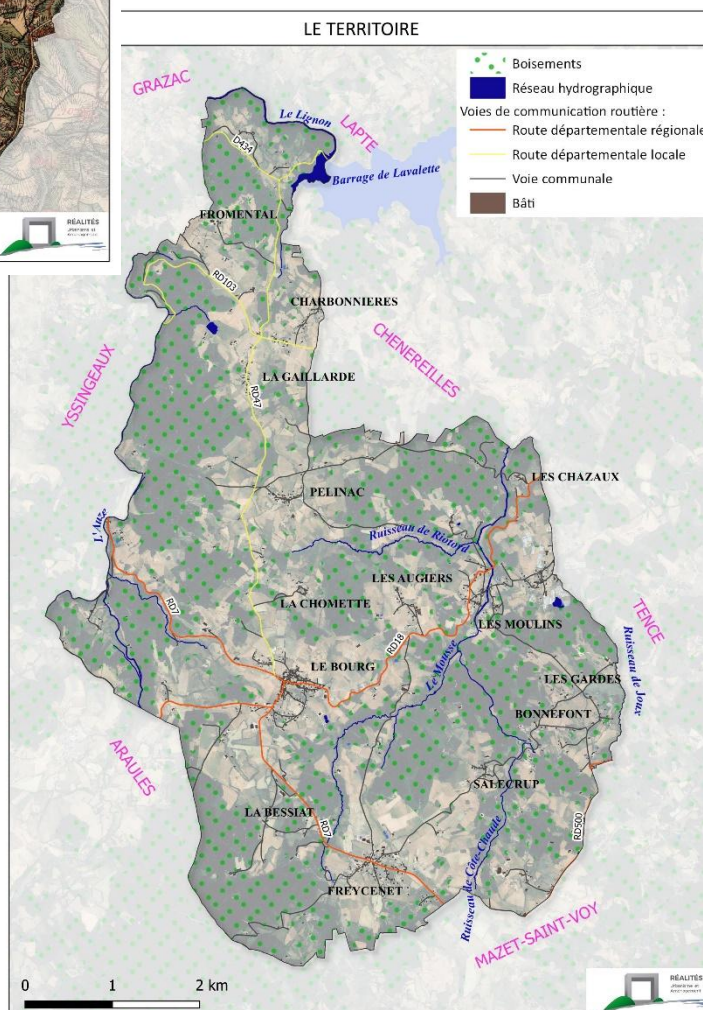 LE TERRITOIRE
Boisements
Réseau hydrographique
Voies de communication routière :
Route départementale régionale
Route départementale locale
Voie communale
Bâti
GRAZAC
Le Lignon
LAPTE
D434
Barrage de Lavalette
FROMENTAL
RD103
CHARBONNIERES
CHENEREILLES
YSSINGEAUX
LA GAILLARDE
RD47
LES CHAZAUX
PELINAC
L'Auze
Ruisseau de Riotord
LES AUGIERS
RD7
LA CHOMETTE
LES MOULINS
TENCE
RD18
Le Mousse
LE BOURG
Ruisseau de Joux
LES GARDES
BONNEFONT
ARAULES
SALECRUP
LA BESSIAT
RD7
RD500
Ruisseau de Côte-Chaude
FREYCENET
MAZET-SAINT-VOY
0 1 2 km
RÉALITÉS
RÉALITÉS